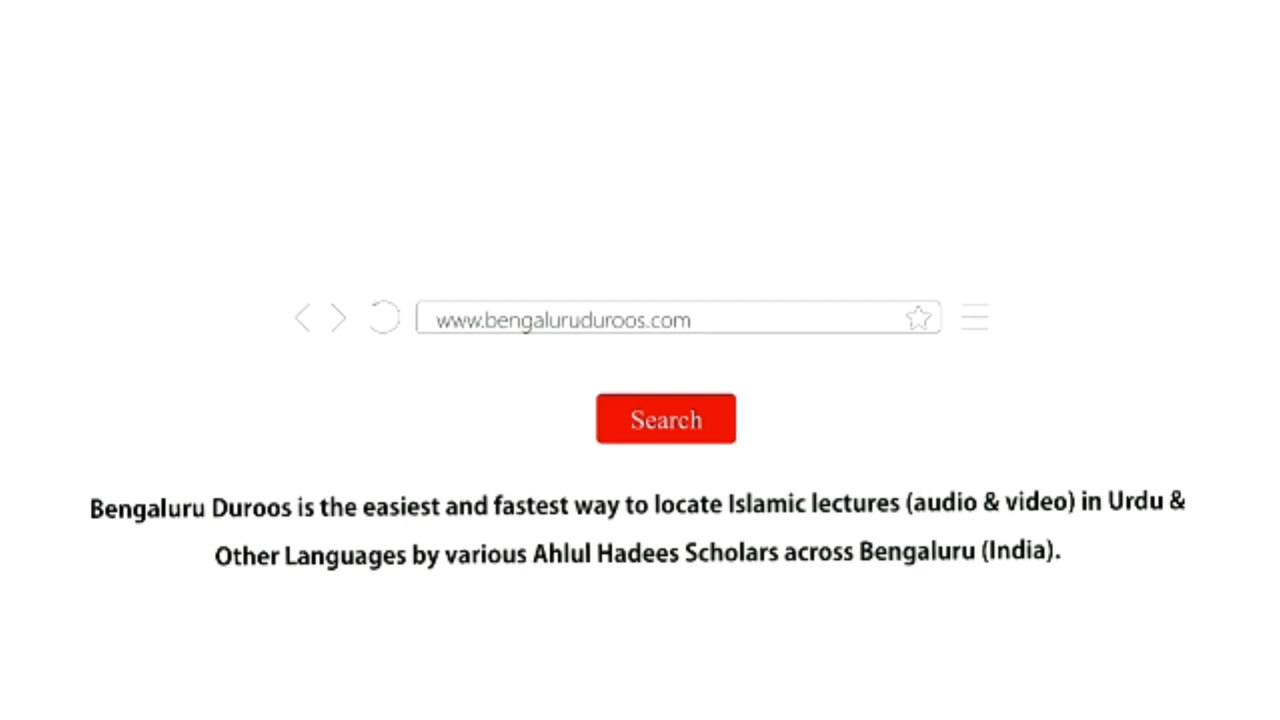 www.bengaluruduroos.com
Search
Bengaluru Duroos is the easiest and fastest way to locate Islamic lectures (audio & video) in Urdu &
Other Languages by various Ahlul Hadees Scholars across Bengaluru (India).